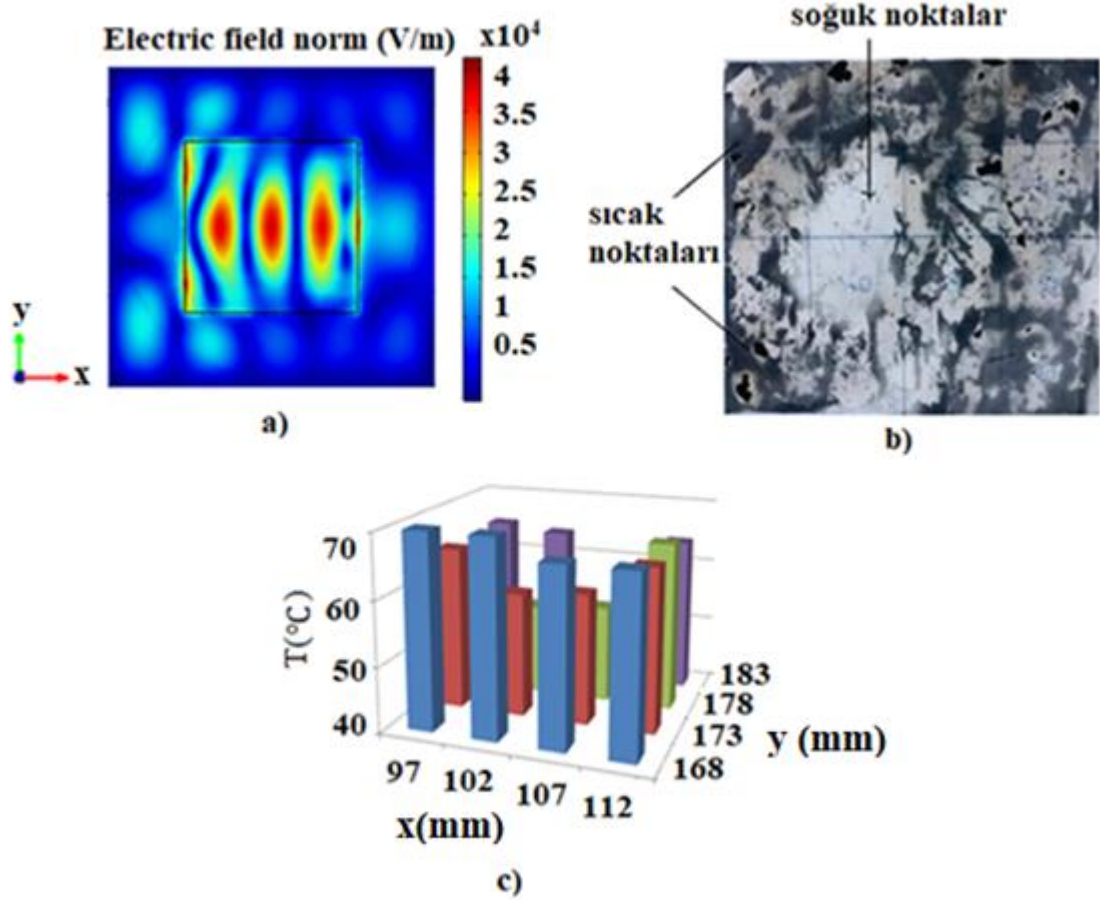 Electric field norm (V/m) x10⁴
4
3.5
3
2.5
2
1.5
1
0.5
y
x
a)
soğuk noktalar
sıcak
noktaları
b)
70
60
50
40
T(°C)
97
102
107
112
x(mm)
183
178
173
168
y (mm)
c)